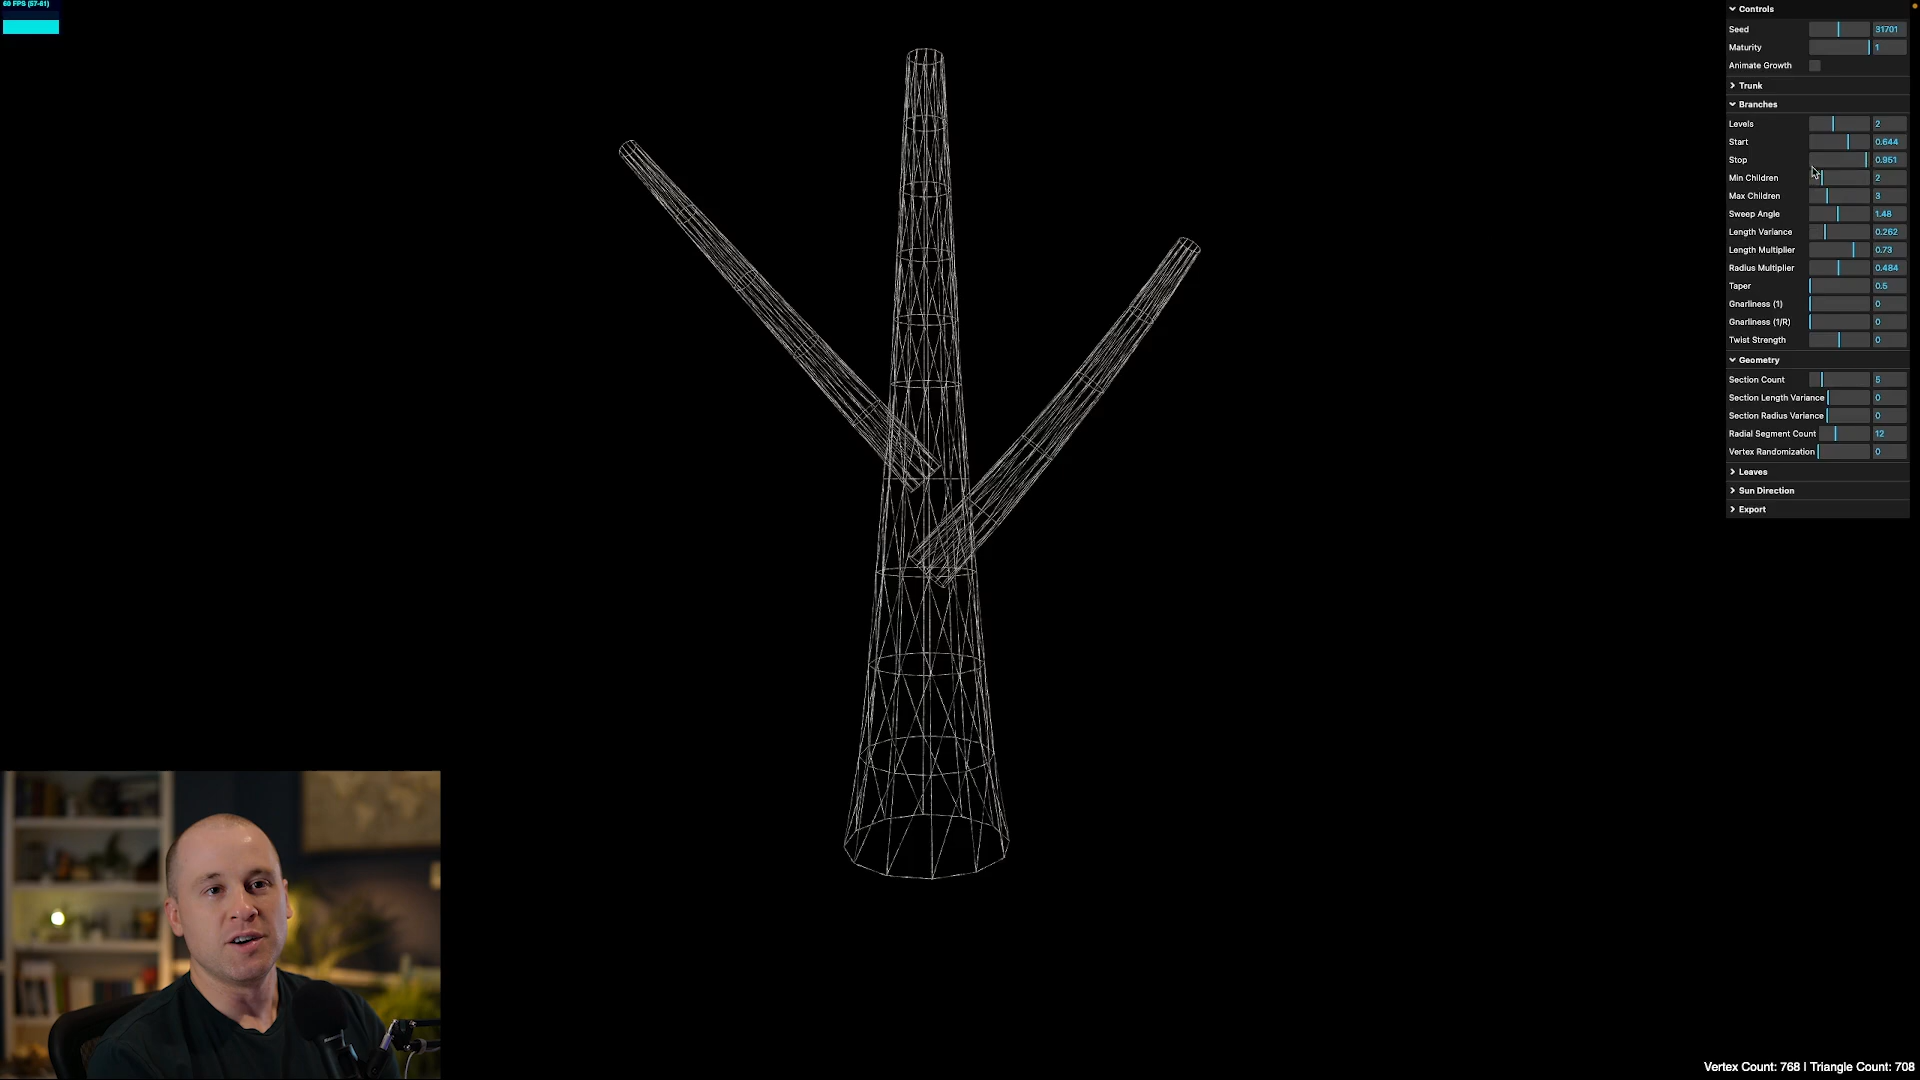 60 FPS (57-61)
Controls
Seed 31701
Maturity 1
Animate Growth
Trunk
Branches
Levels 2
Start 0.644
Stop 0.951
Min Children 2
Max Children 3
Sweep Angle 1.48
Length Variance 0.262
Length Multiplier 0.73
Radius Multiplier 0.484
Taper 0.5
Gnarliness (1) 0
Gnarliness (1/R) 0
Twist Strength 0
Geometry
Section Count 5
Section Length Variance 0
Section Radius Variance 0
Radial Segment Count 12
Vertex Randomization 0
Leaves
Sun Direction
Export
Vertex Count: 768 | Triangle Count: 708